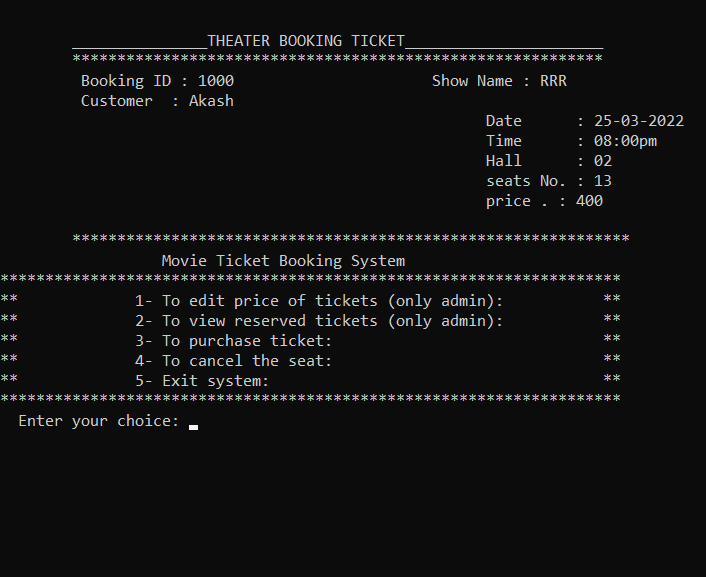 _______________THEATER BOOKING TICKET______________________
***********************************************************
Booking ID : 1000 Show Name : RRR
Customer : Akash
Date : 25-03-2022
Time : 08:00pm
Hall : 02
seats No. : 13
price . : 400
**************************************************************
Movie Ticket Booking System
*********************************************************************
** 1- To edit price of tickets (only admin): **
** 2- To view reserved tickets (only admin): **
** 3- To purchase ticket: **
** 4- To cancel the seat: **
** 5- Exit system: **
*********************************************************************
Enter your choice: